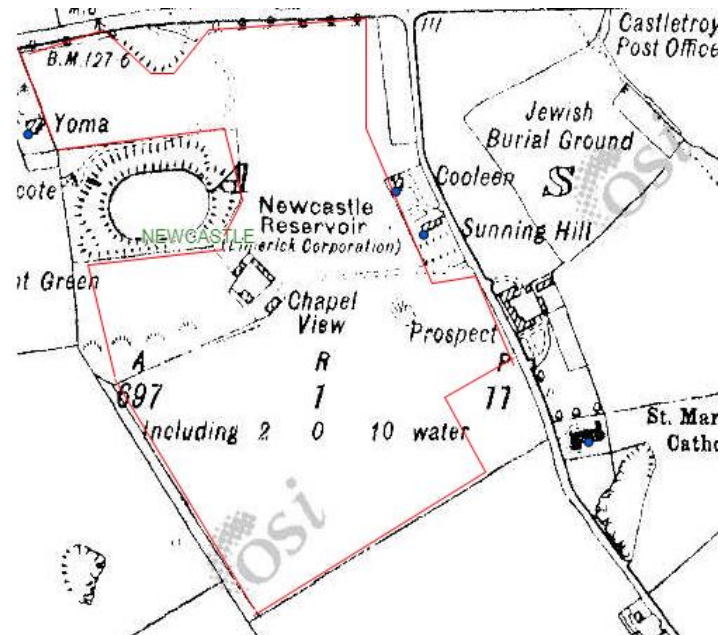 Castletroy
Post Office
B.M.127·6
Yoma
Jewish
Burial Ground
S
A
cote
Cooleen
Newcastle
Reservoir
NEWCASTLE
(Limerick Corporation)
Sunning Hill
nt Green
Chapel
View
Prospect
A R P
697 1 11
Including 2 0 10 water
St. Mar
Catho
osi
osi